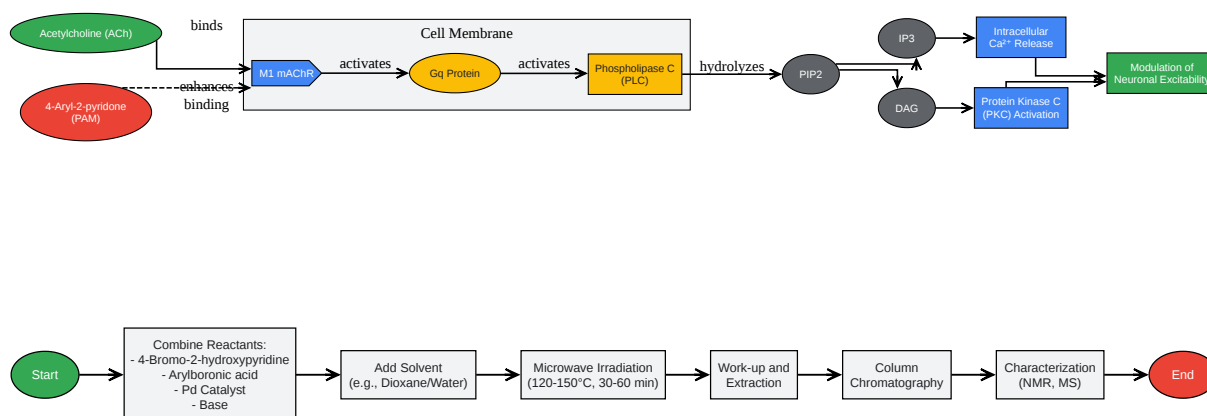 Acetylcholine (ACh)
binds
4-Aryl-2-pyridone
(PAM)
enhances
binding
Cell Membrane
M1 mAChR
activates
Gq Protein
activates
Phospholipase C
(PLC)
hydrolyzes
PIP2
IP3
DAG
Intracellular
Ca²⁺ Release
Protein Kinase C
(PKC) Activation
Modulation of
Neuronal Excitability
Start
Combine Reactants:
- 4-Bromo-2-hydroxypyridine
- Arylboronic acid
- Pd Catalyst
- Base
Add Solvent
(e.g., Dioxane/Water)
Microwave Irradiation
(120-150°C, 30-60 min)
Work-up and
Extraction
Column
Chromatography
Characterization
(NMR, MS)
End